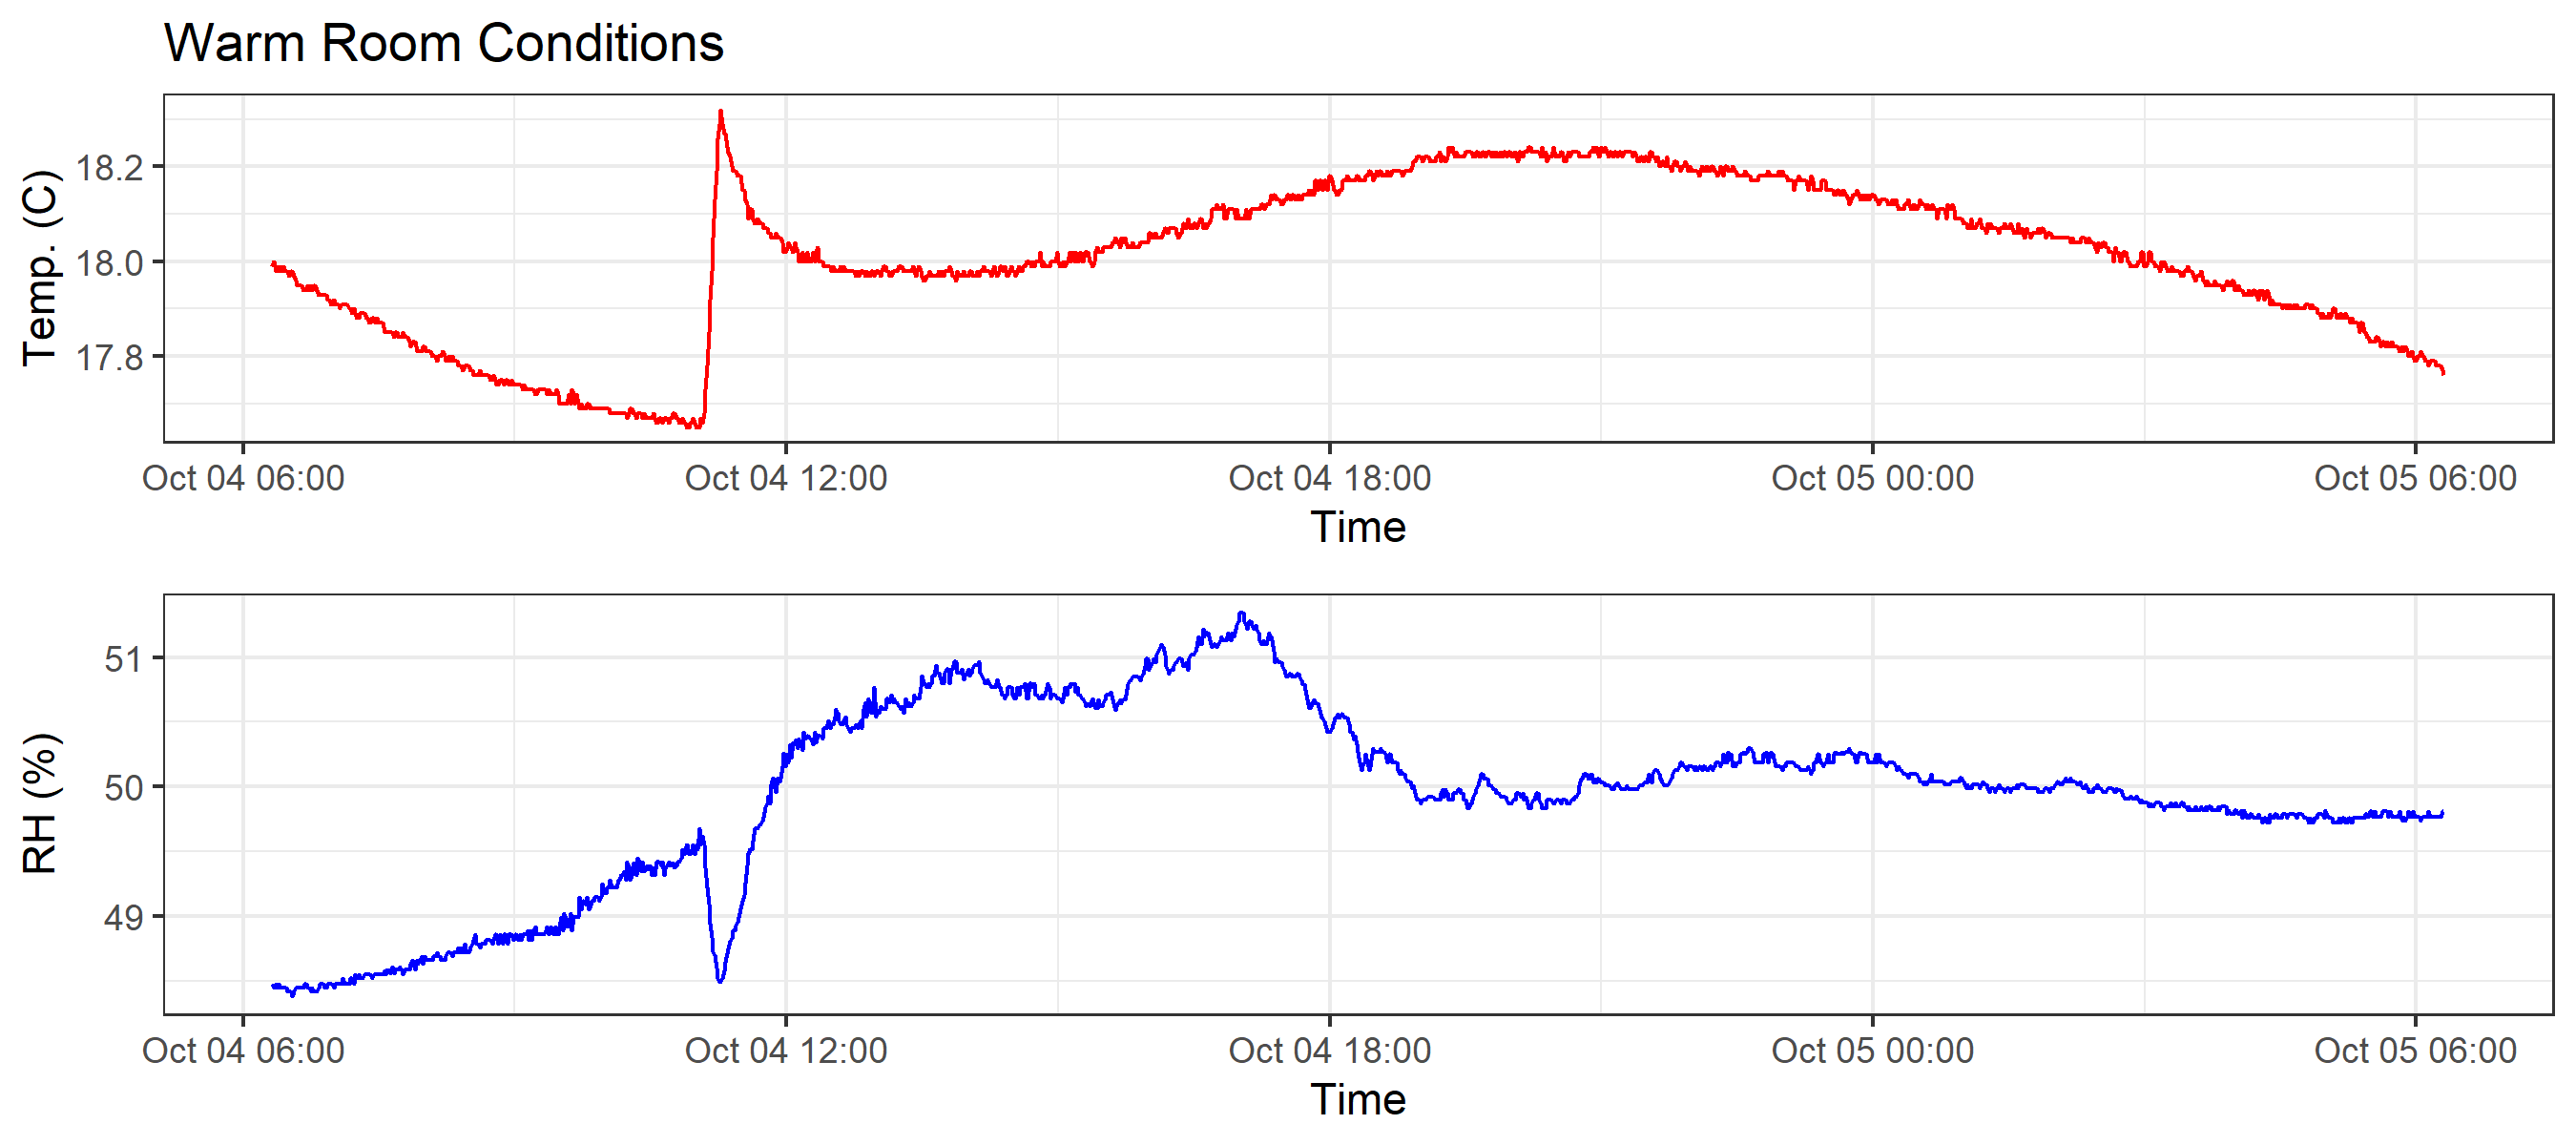 Warm Room Conditions
Temp. (C)
18.2
18.0
17.8
Oct 04 06:00 Oct 04 12:00 Oct 04 18:00 Oct 05 00:00 Oct 05 06:00
Time
RH (%)
51
50
49
Oct 04 06:00 Oct 04 12:00 Oct 04 18:00 Oct 05 00:00 Oct 05 06:00
Time